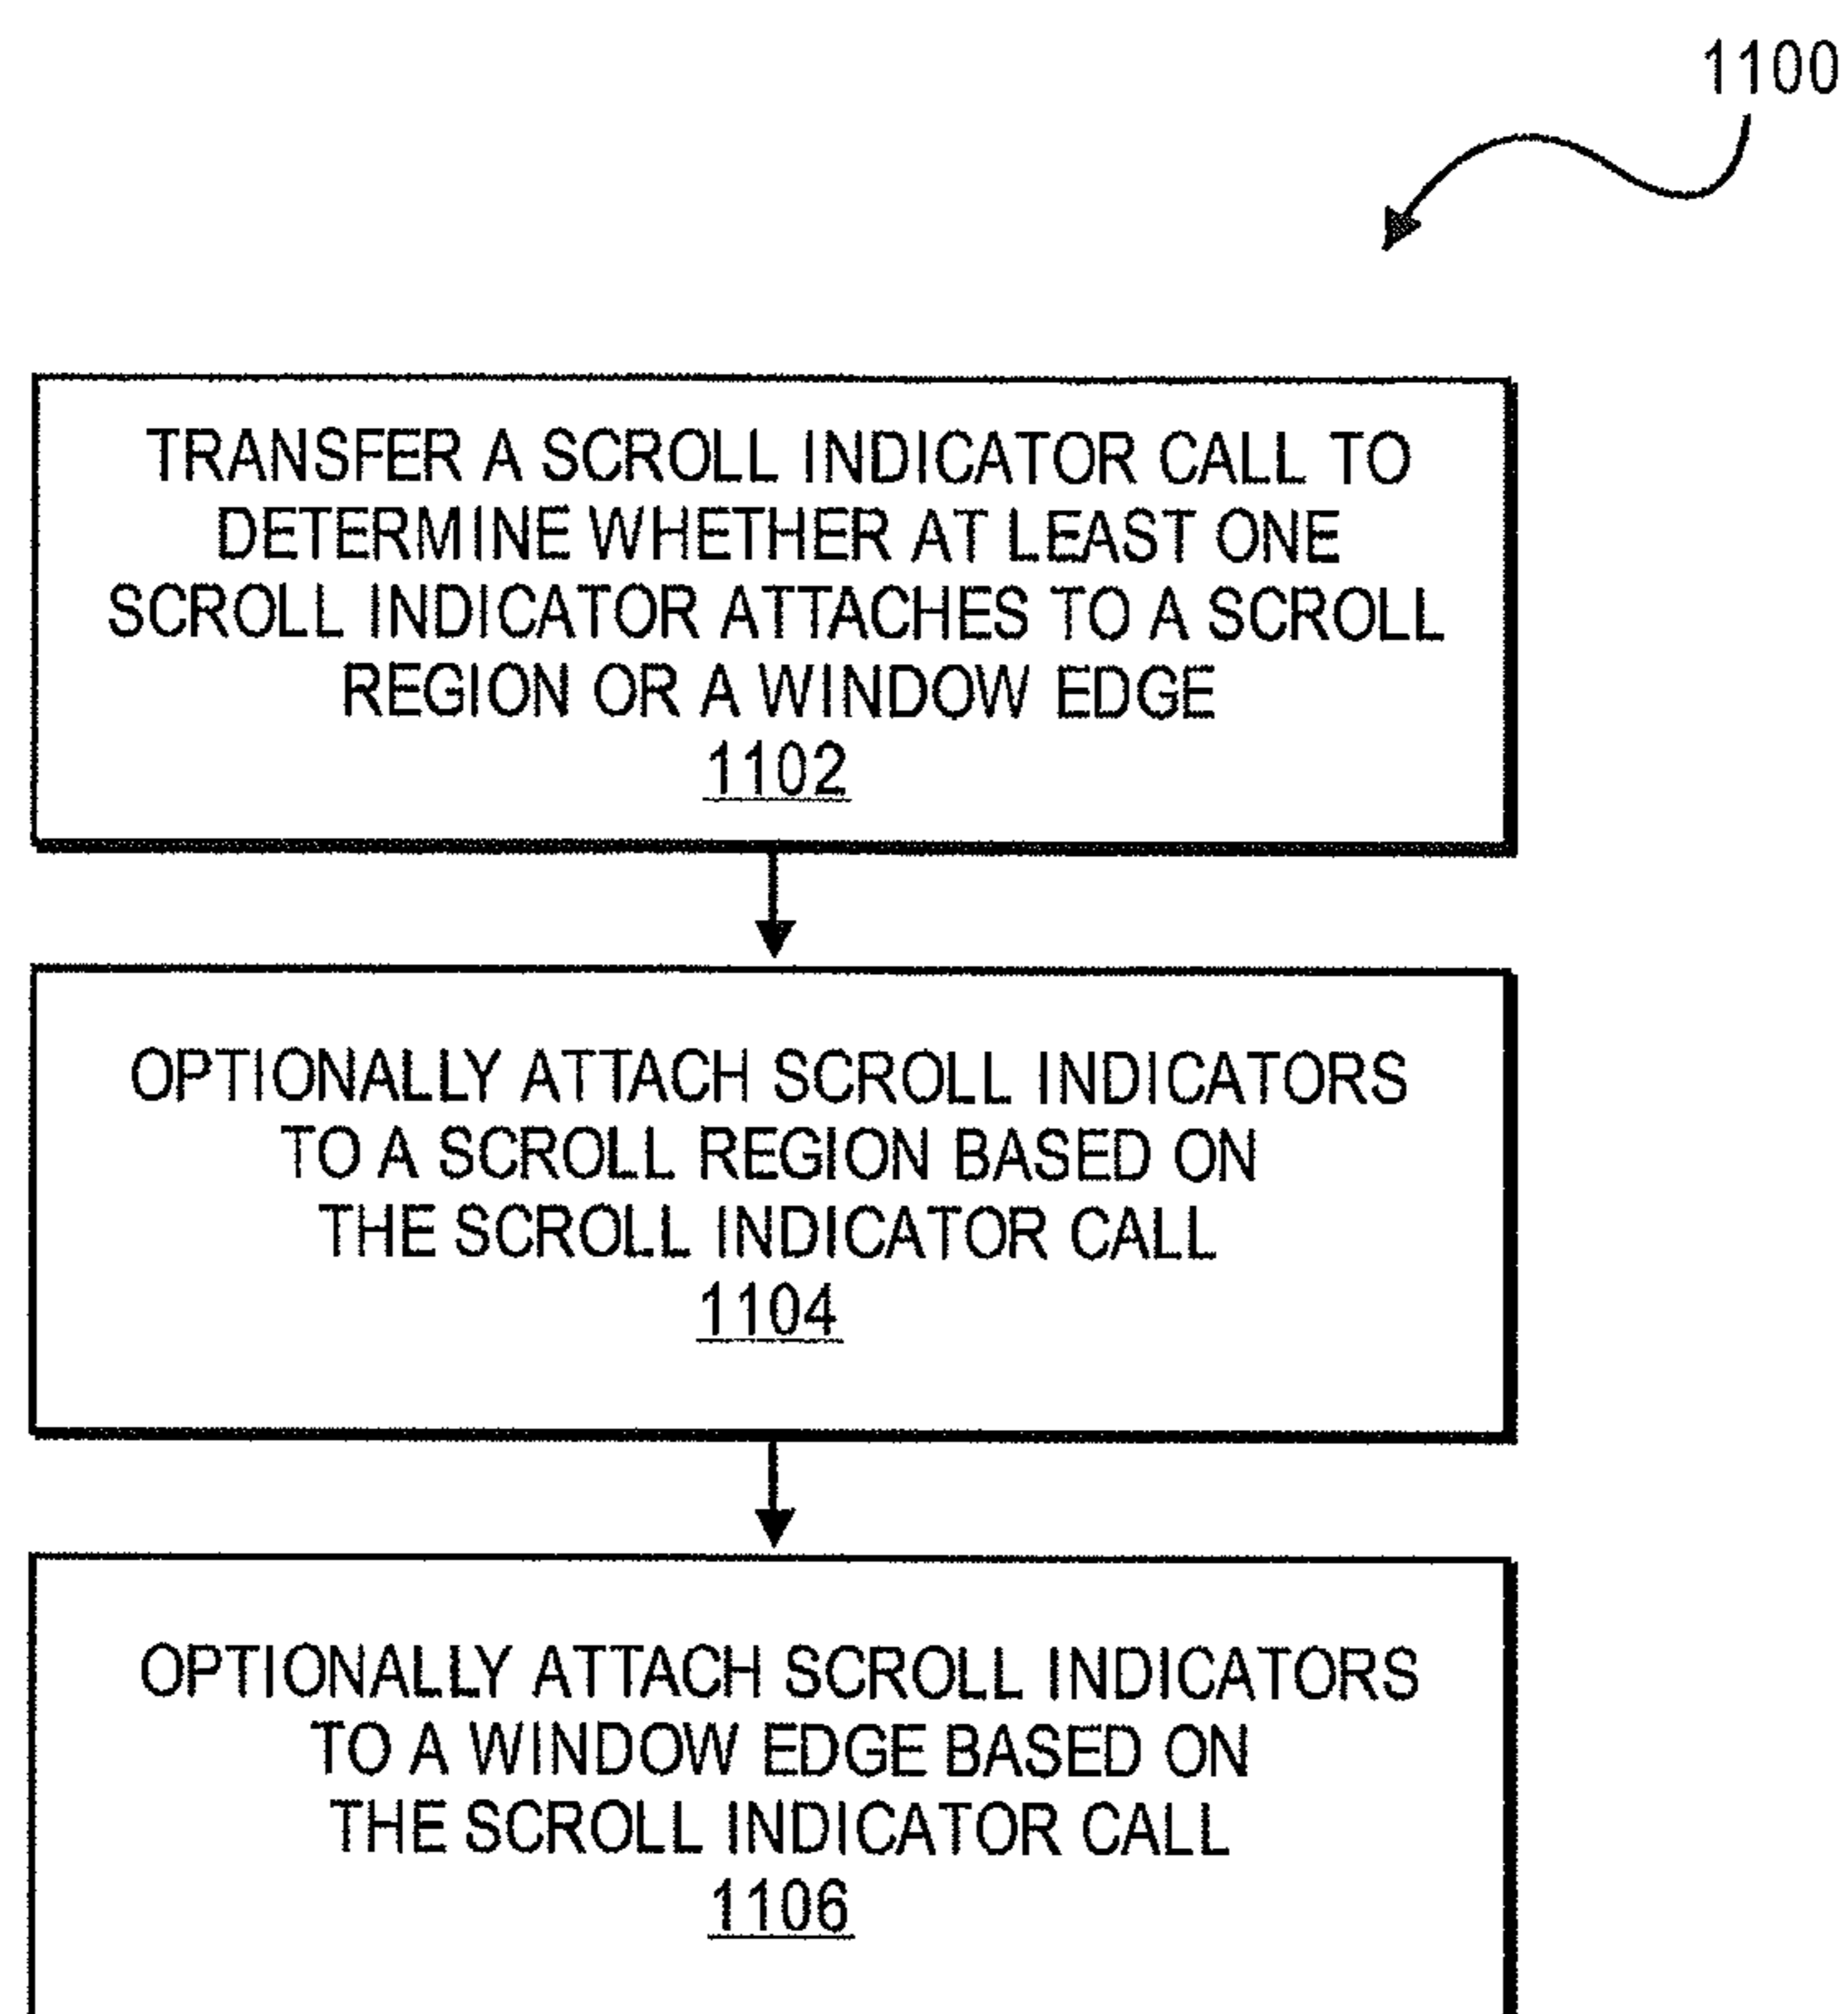 1100
TRANSFER A SCROLL INDICATOR CALL TO
DETERMINE WHETHER AT LEAST ONE
SCROLL INDICATOR ATTACHES TO A SCROLL
REGION OR A WINDOW EDGE
1102
OPTIONALLY ATTACH SCROLL INDICATORS
TO A SCROLL REGION BASED ON
THE SCROLL INDICATOR CALL
1104
OPTIONALLY ATTACH SCROLL INDICATORS
TO A WINDOW EDGE BASED ON
THE SCROLL INDICATOR CALL
1106